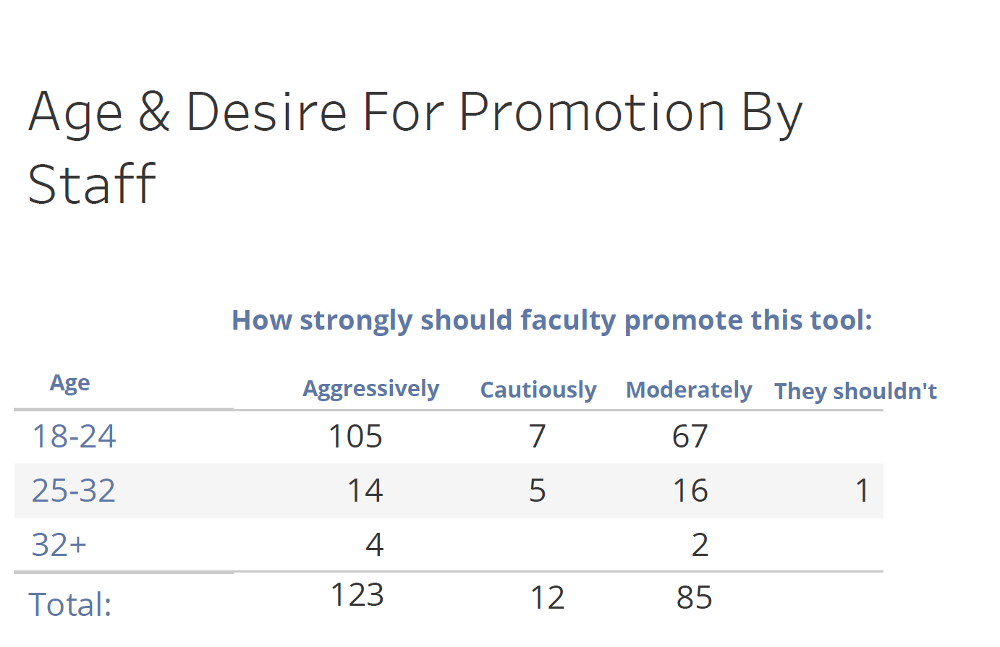 Age & Desire For Promotion By
Staff
How strongly should faculty promote this tool:
Age Aggressively Cautiously Moderately They shouldn't
18-24 105 7 67
25-32 14 5 16 1
32+ 4 2
Total: 123 12 85